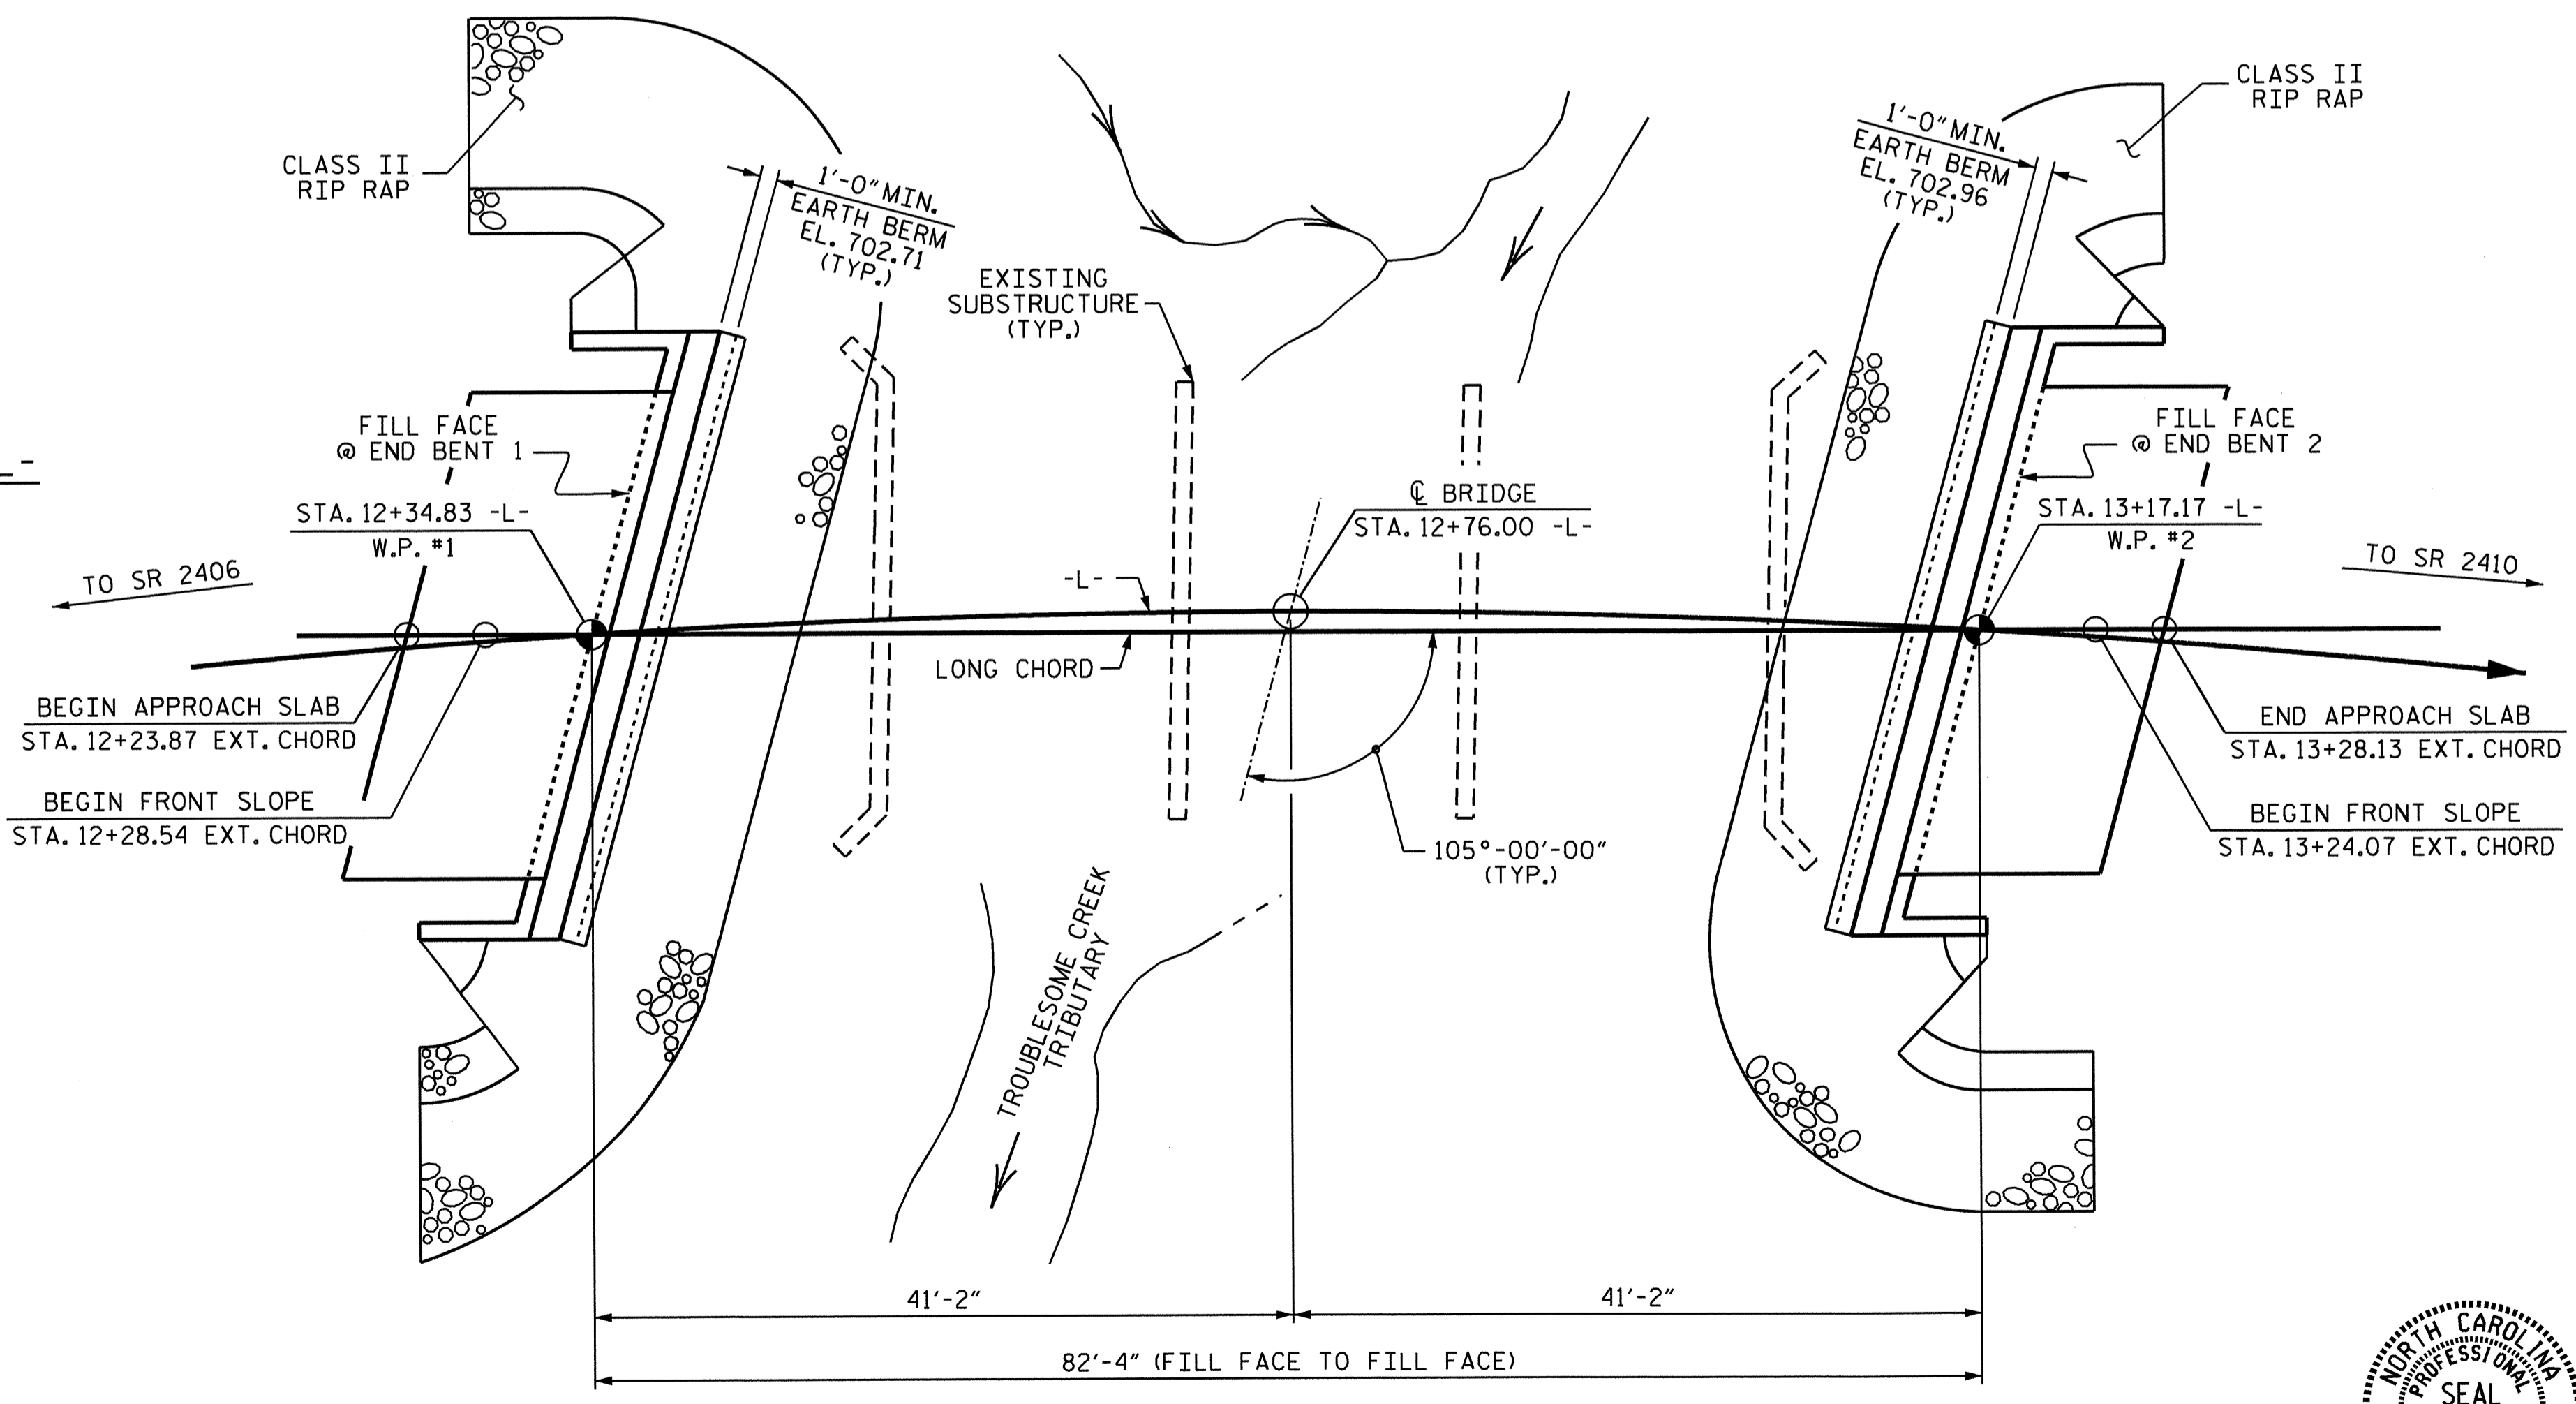 CLASS II
RIP RAP
1'-0" MIN.
EARTH BERM
EL. 702.71
(TYP.)
EXISTING
SUBSTRUCTURE
(TYP.)
1'-0" MIN.
EARTH BERM
EL. 702.96
(TYP.)
CLASS II
RIP RAP
FILL FACE
@ END BENT 1
STA. 12+34.83 -L-
W.P. #1
TO SR 2406
℄ BRIDGE
STA. 12+76.00 -L-
FILL FACE
@ END BENT 2
STA. 13+17.17 -L-
W.P. #2
TO SR 2410
-L-
LONG CHORD
BEGIN APPROACH SLAB
STA. 12+23.87 EXT. CHORD
BEGIN FRONT SLOPE
STA. 12+28.54 EXT. CHORD
END APPROACH SLAB
STA. 13+28.13 EXT. CHORD
BEGIN FRONT SLOPE
STA. 13+24.07 EXT. CHORD
105°-00'-00"
(TYP.)
TROUBLESOME CREEK
TRIBUTARY
41'-2"
41'-2"
82'-4" (FILL FACE TO FILL FACE)
NORTH CAROLINA
PROFESSIONAL
SEAL